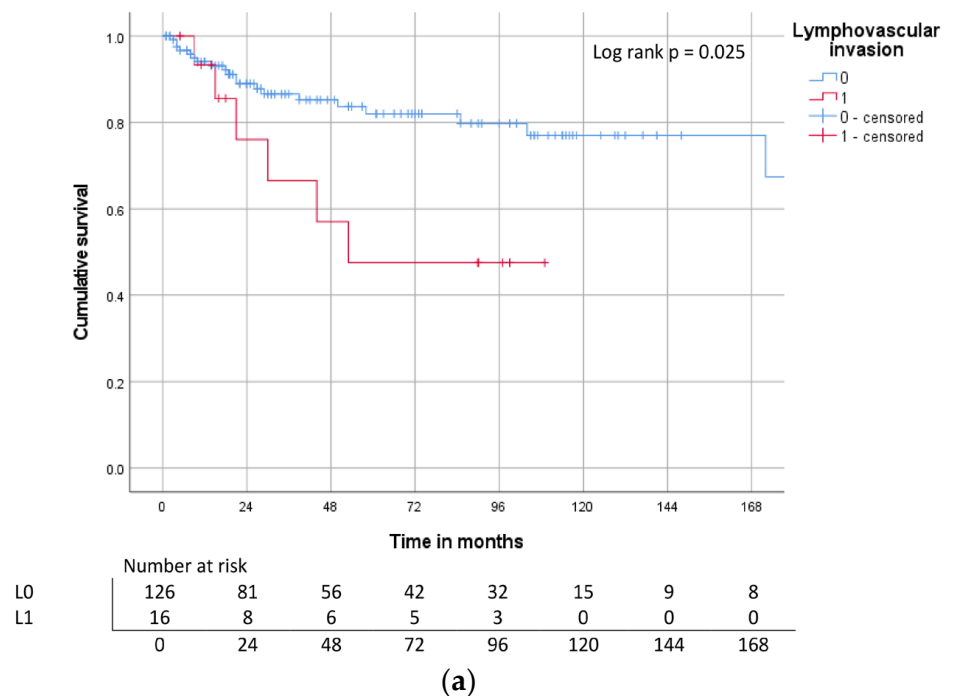 Lymphovascular
invasion
0
1
0 - censored
1 - censored
Log rank p = 0.025
1.0
0.8
0.6
0.4
0.2
0.0
Cumulative survival
0 24 48 72 96 120 144 168
Time in months
Number at risk
L0 126 81 56 42 32 15 9 8
L1 16 8 6 5 3 0 0 0
0 24 48 72 96 120 144 168
(a)